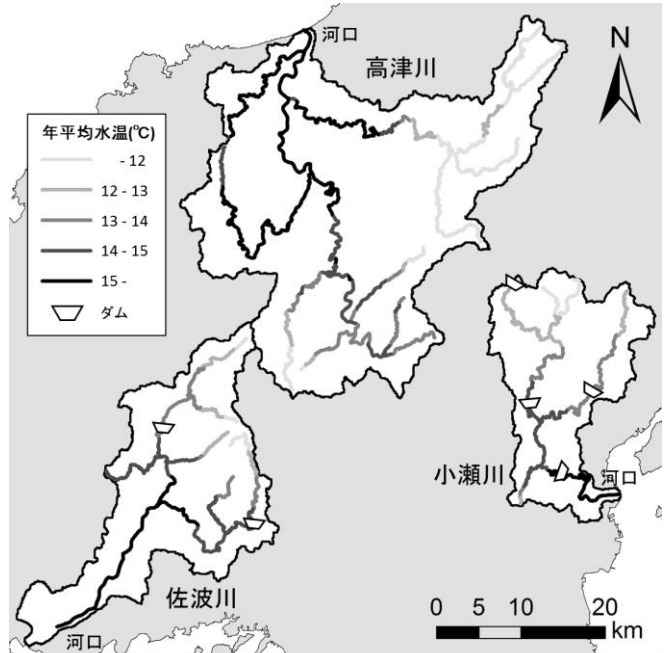 河口
高津川
N
年平均水温(℃)
- 12
12 - 13
13 - 14
14 - 15
15 -
ダム
小瀬川
河口
佐波川
河口
0 5 10 20
km